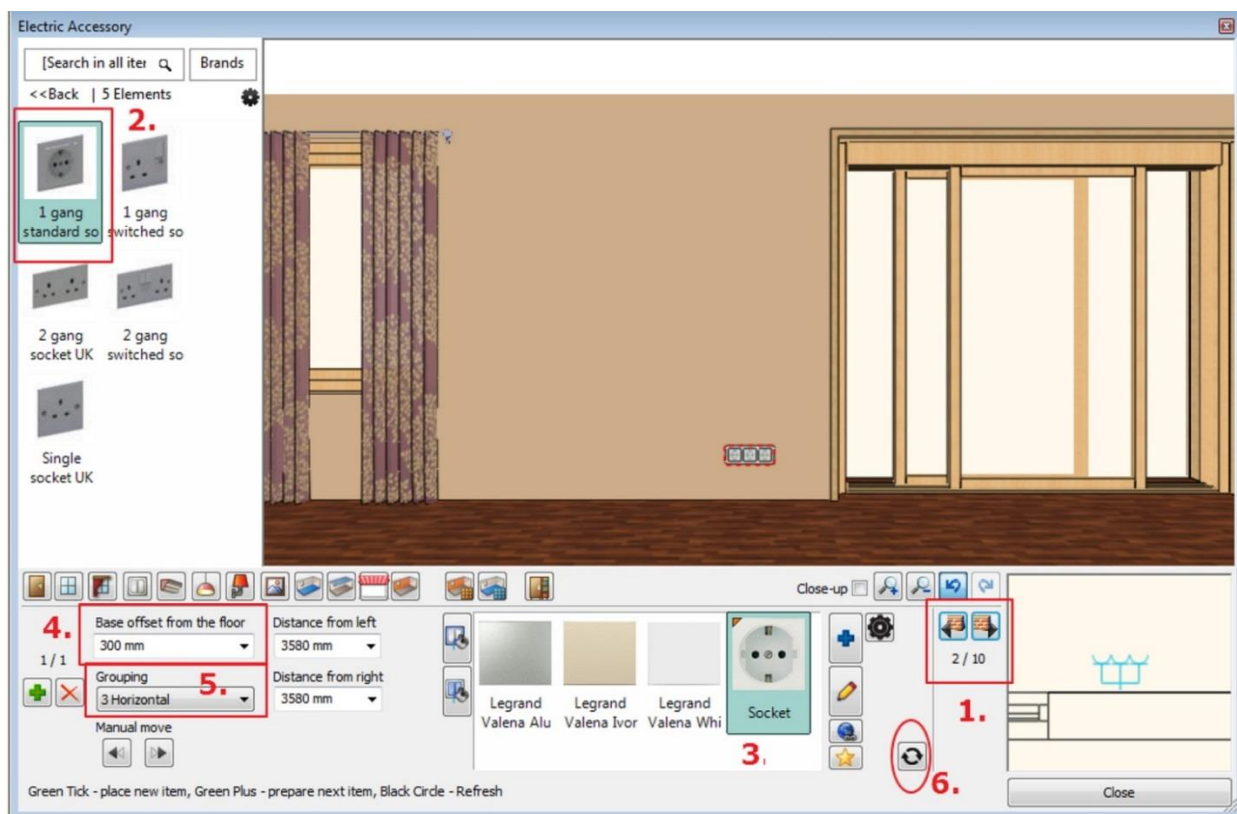 Electric Accessory
[Search in all iter
Brands
<<Back | 5 Elements
2.
1 gang
standard so
1 gang
switched so
2 gang
socket UK
2 gang
switched so
Single
socket UK
Close-up
4.
Base offset from the floor
300 mm
Distance from left
3580 mm
1 / 1
Grouping
5.
3 Horizontal
Distance from right
3580 mm
Manual move
Legrand
Valena Alu
Legrand
Valena Ivor
Legrand
Valena Whi
Socket
3.
2 / 10
1.
6.
Green Tick - place new item, Green Plus - prepare next item, Black Circle - Refresh
Close